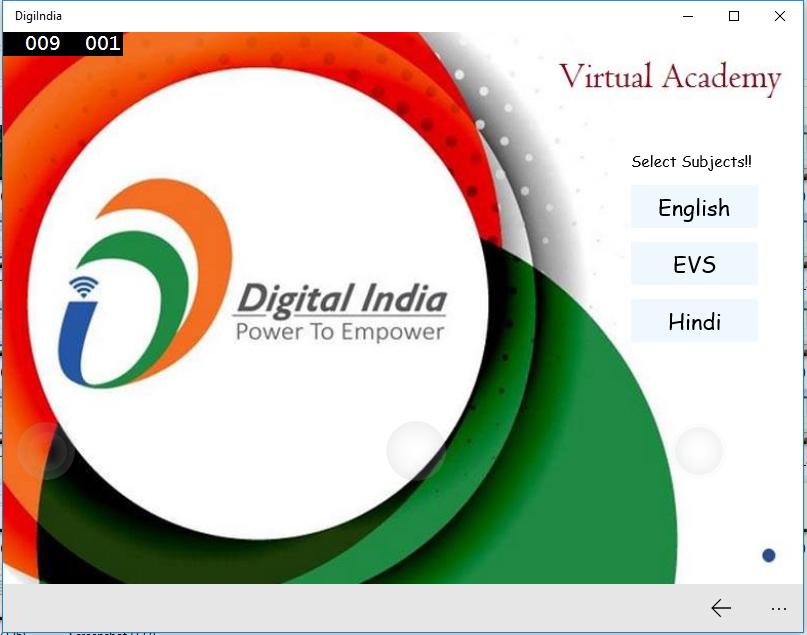 DigiIndia
009 001
Virtual Academy
Select Subjects!!
English
EVS
Hindi
Digital India
Power To Empower